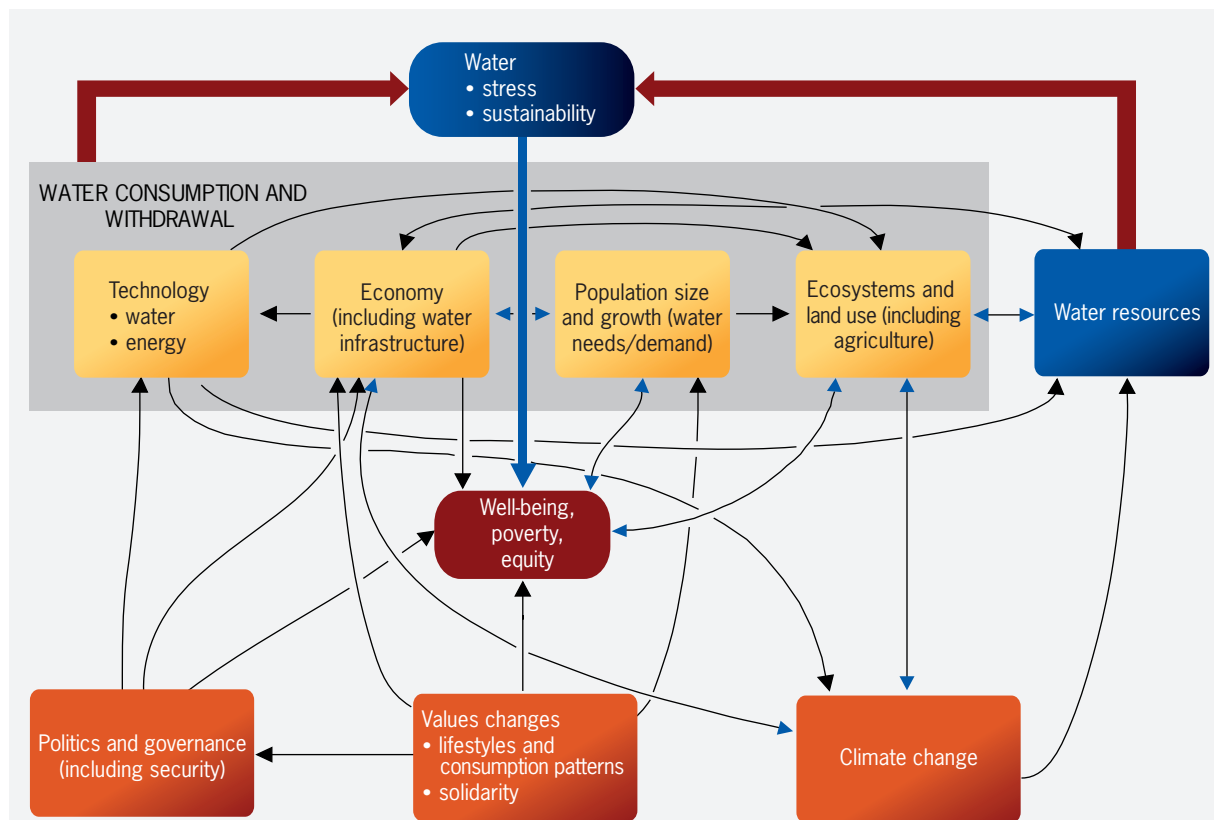 Water
• stress
• sustainability
WATER CONSUMPTION AND
WITHDRAWAL
Technology
• water
• energy
Economy
(including water
infrastructure)
Population size
and growth (water
needs/demand)
Ecosystems and
land use (including
agriculture)
Water resources
Well-being,
poverty,
equity
Politics and governance
(including security)
Values changes
• lifestyles and
consumption patterns
• solidarity
Climate change